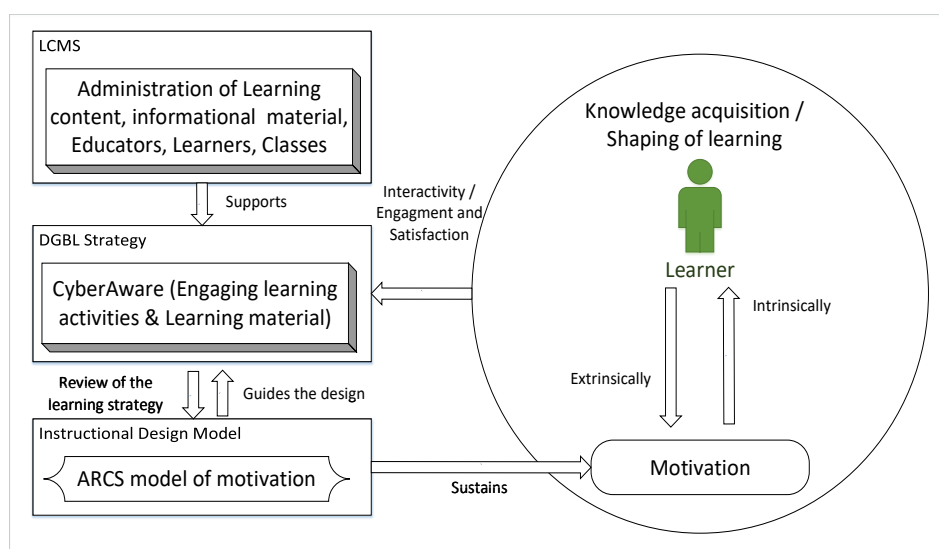 LCMS
Administration of Learning
content, informational material,
Educators, Learners, Classes
Supports
DGBL Strategy
CyberAware (Engaging learning
activities & Learning material)
Review of the
learning strategy
Guides the design
Instructional Design Model
ARCS model of motivation
Sustains
Interactivity /
Engagment and
Satisfaction
Knowledge acquisition /
Shaping of learning
Learner
Intrinsically
Extrinsically
Motivation